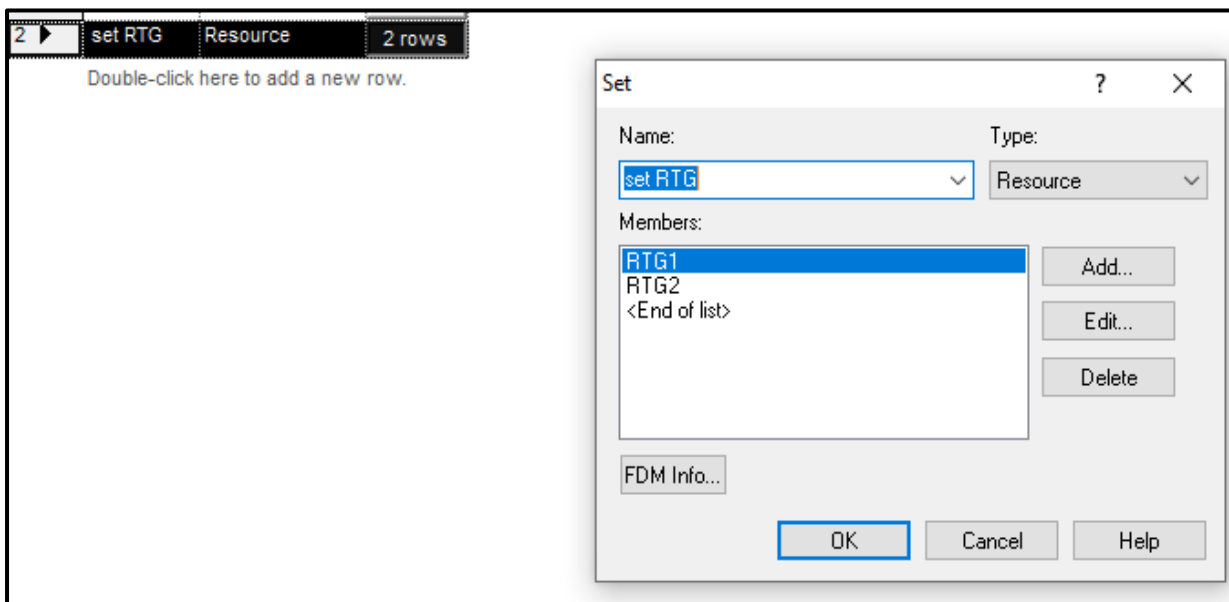 2 set RTG Resource 2 rows
Double-click here to add a new row.
Set ?
Name: Type:
set RTG Resource
Members:
RTG1
RTG2
<End of list>
Add...
Edit...
Delete
FDM Info...
OK Cancel Help